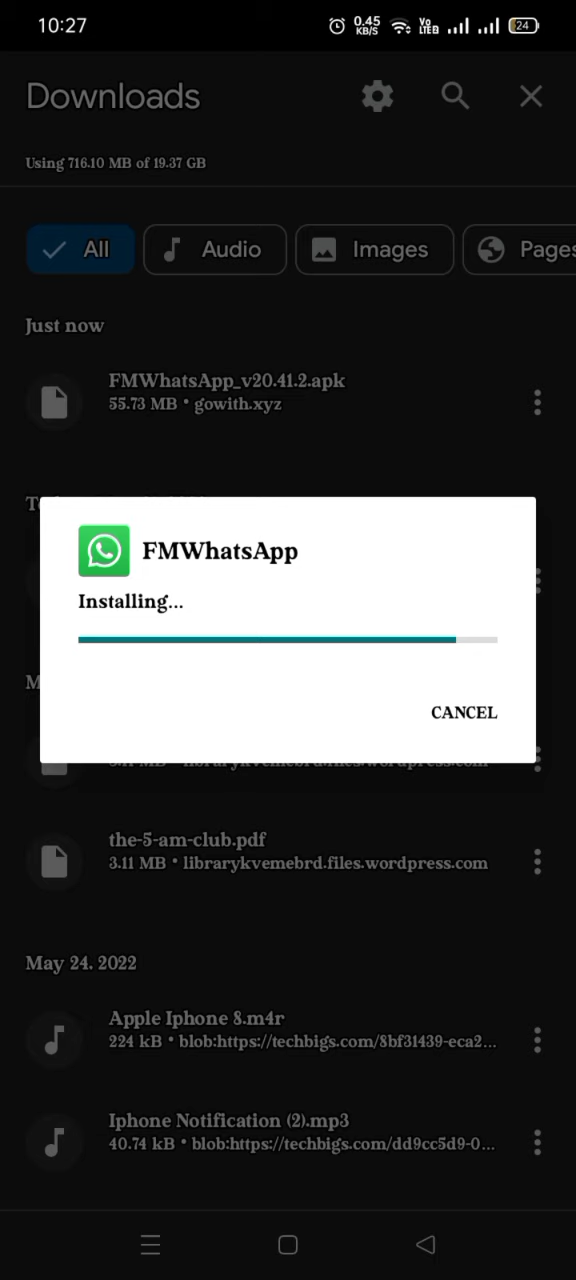 10:27
0.45
KB/S
Vo
LTE2
24
Downloads
Using 716.10 MB of 19.37 GB
All
Audio
Images
Pages
Just now
FMWhatsApp_v20.41.2.apk
55.73 MB • gowith.xyz
FMWhatsApp
Installing...
CANCEL
the-5-am-club.pdf
3.11 MB • librarykvemebrd.files.wordpress.com
May 24, 2022
Apple Iphone 8.m4r
224 kB • blob:https://techbigs.com/8bf31439-eca2...
Iphone Notification (2).mp3
40.74 kB • blob:https://techbigs.com/dd9cc5d9-0...